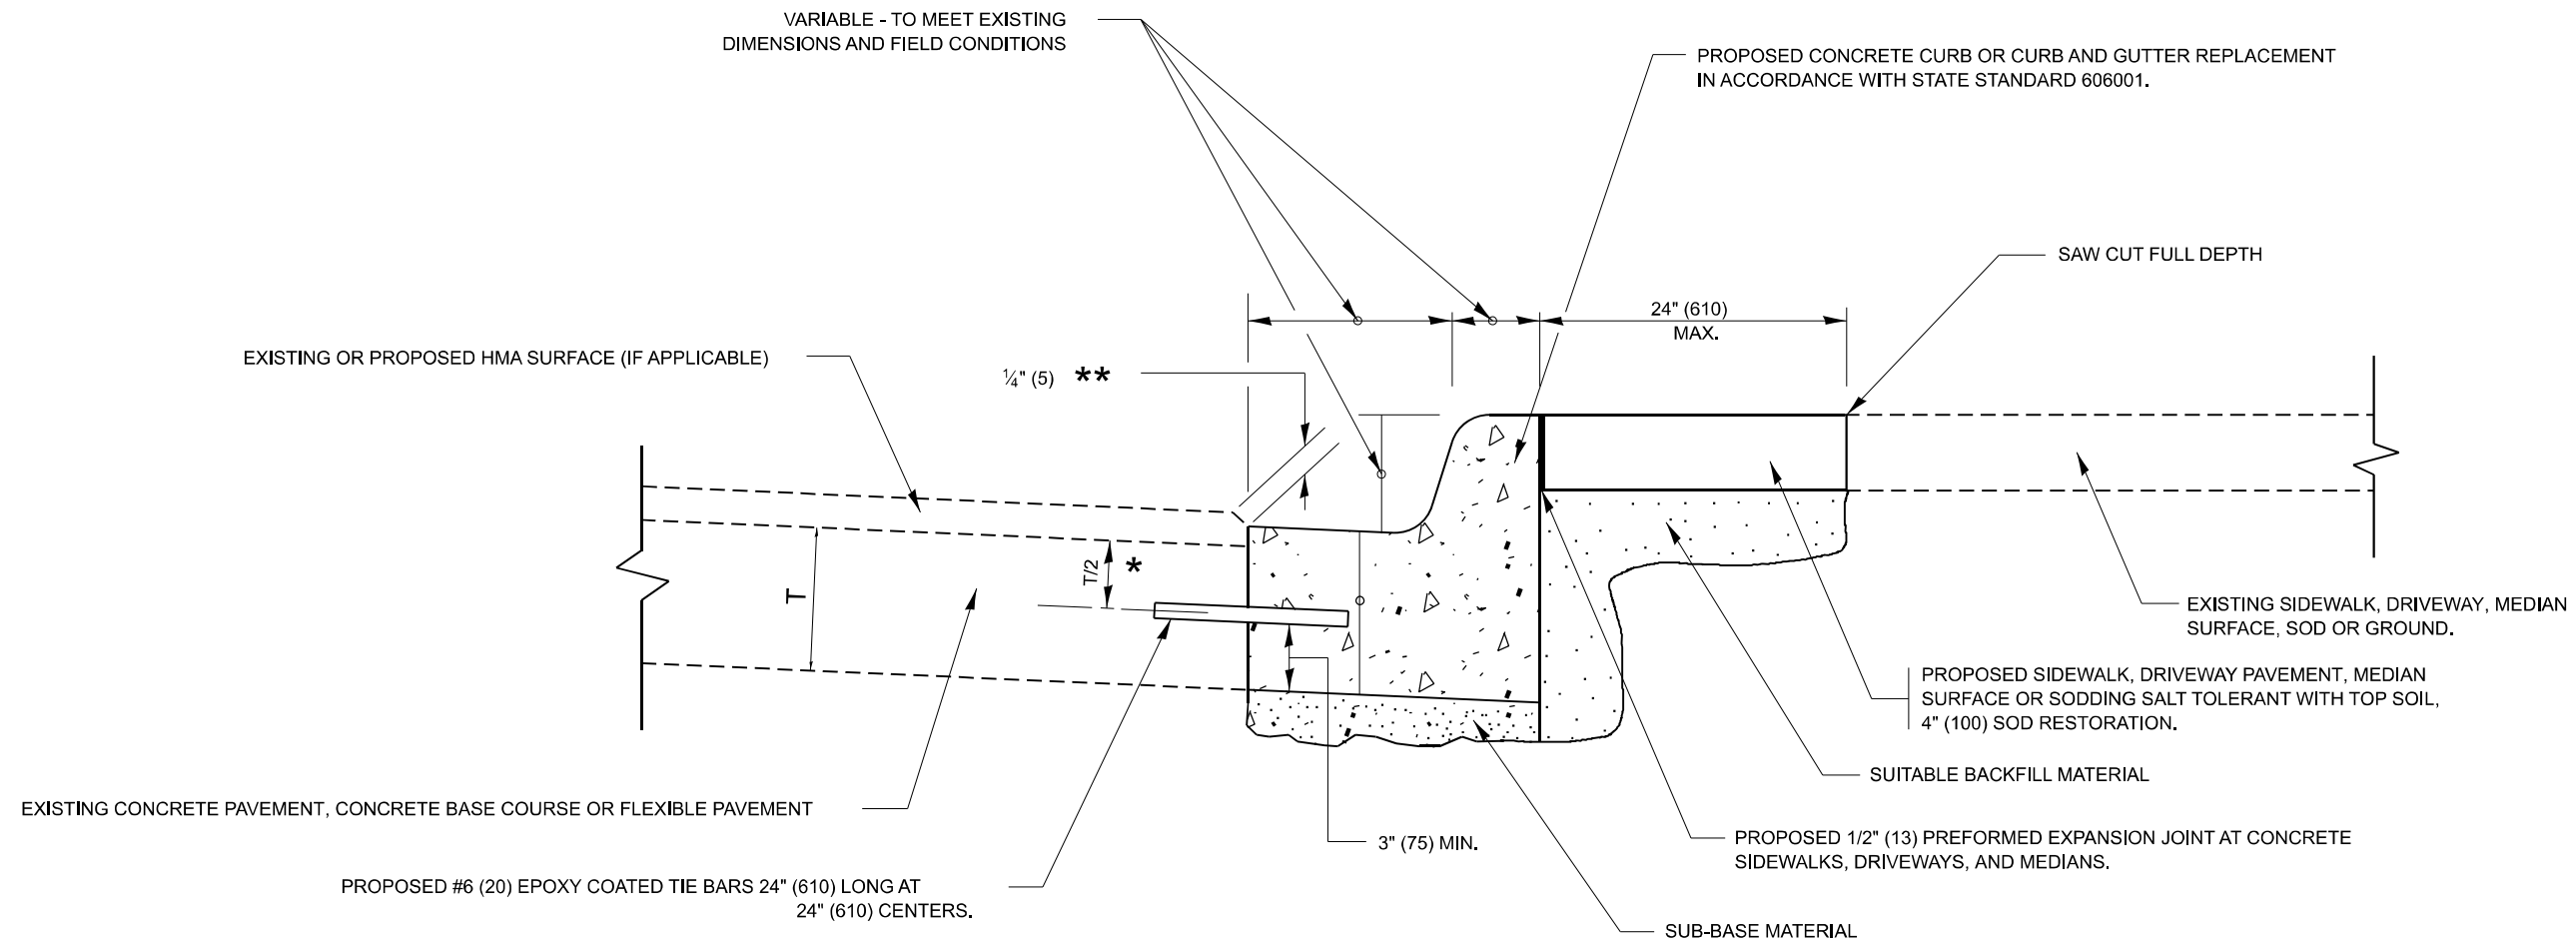 VARIABLE - TO MEET EXISTING
DIMENSIONS AND FIELD CONDITIONS
PROPOSED CONCRETE CURB OR CURB AND GUTTER REPLACEMENT
IN ACCORDANCE WITH STATE STANDARD 606001.
SAW CUT FULL DEPTH
24" (610)
MAX.
EXISTING OR PROPOSED HMA SURFACE (IF APPLICABLE)
¼" (5) **
T/2 *
T
EXISTING SIDEWALK, DRIVEWAY, MEDIAN
SURFACE, SOD OR GROUND.
PROPOSED SIDEWALK, DRIVEWAY PAVEMENT, MEDIAN
SURFACE OR SODDING SALT TOLERANT WITH TOP SOIL,
4" (100) SOD RESTORATION.
SUITABLE BACKFILL MATERIAL
EXISTING CONCRETE PAVEMENT, CONCRETE BASE COURSE OR FLEXIBLE PAVEMENT
3" (75) MIN.
PROPOSED 1/2" (13) PREFORMED EXPANSION JOINT AT CONCRETE
SIDEWALKS, DRIVEWAYS, AND MEDIANS.
PROPOSED #6 (20) EPOXY COATED TIE BARS 24" (610) LONG AT
24" (610) CENTERS.
SUB-BASE MATERIAL